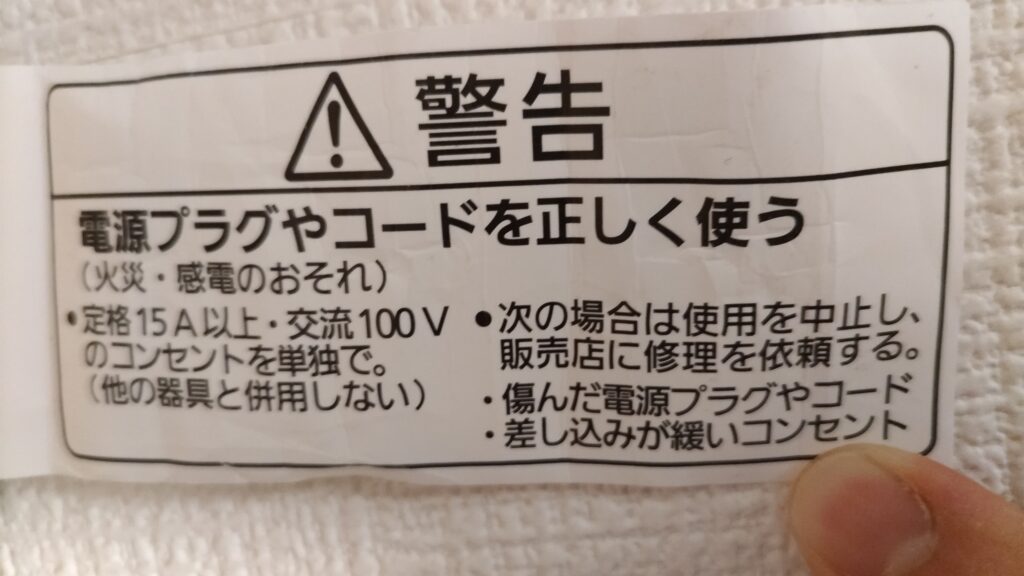 警告
電源プラグやコードを正しく使う
（火災・感電のおそれ）
•定格15A以上・交流100V
のコンセントを単独で。
（他の器具と併用しない）
●次の場合は使用を中止し、
販売店に修理を依頼する。
・傷んだ電源プラグやコード
・差し込みが緩いコンセント